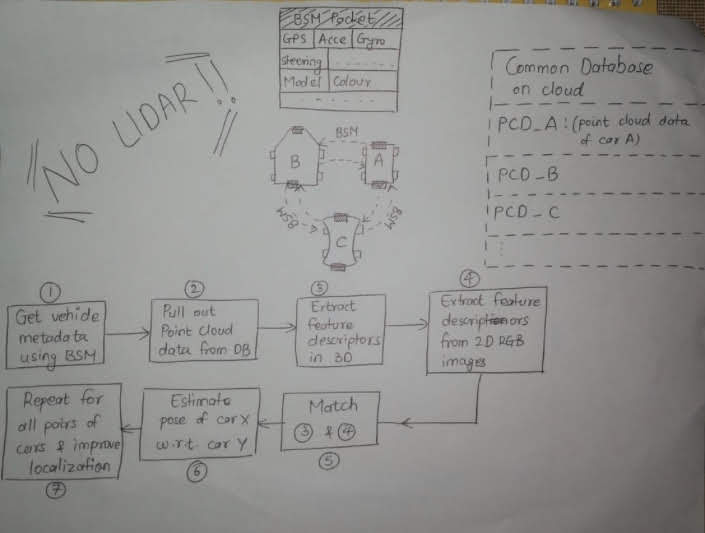 BSM Packet
GPS Acce Gyro
Steering
Model Colour
NO LIDAR!!
Common Database
on cloud
PCD_A : (point cloud data
of car A)
PCD_B
PCD_C
BSM
B
A
BSM
BSM
C
①
Get vehicle
metadata
using BSM
②
Pull out
Point Cloud
data from DB
③
Extract
feature
descriptors
in 3D
④
Extract feature
descriptors
from 2D RGB
images
Match
③ & ④
⑤
Estimate
pose of car X
w.r.t. car Y
⑥
Repeat for
all pairs of
cars & improve
localization
⑦